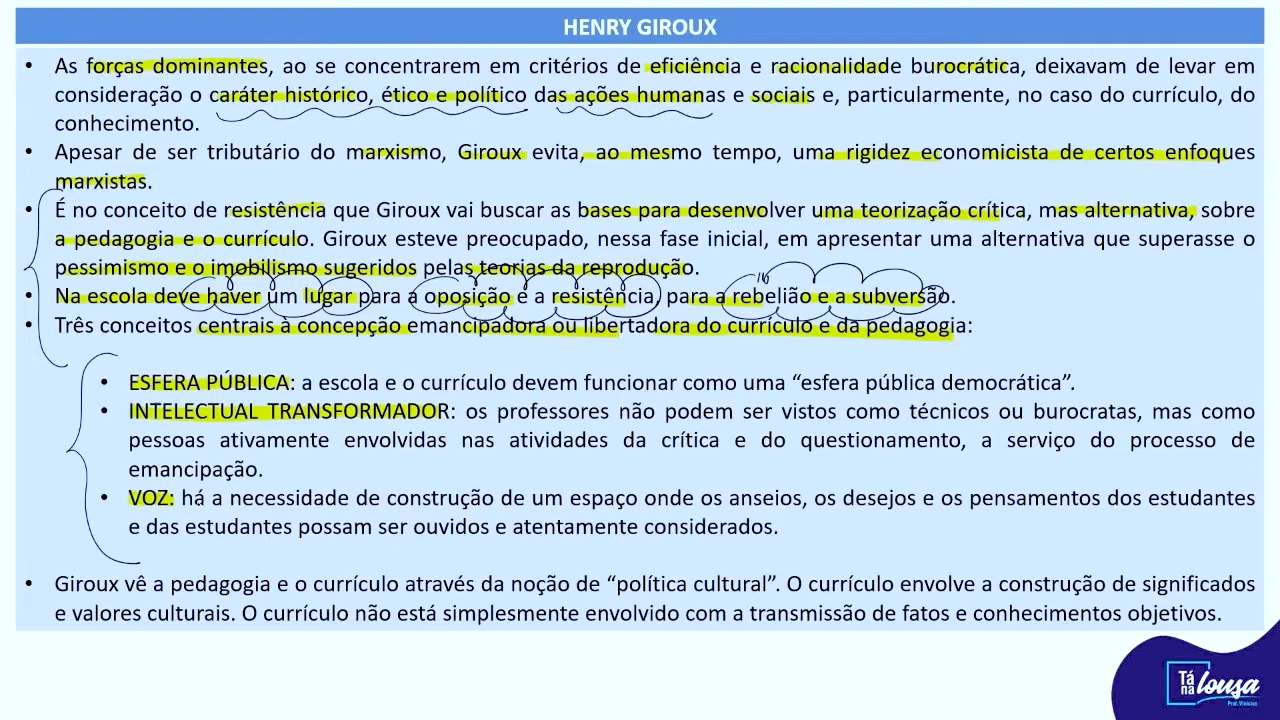 HENRY GIROUX
• As forças dominantes, ao se concentrarem em critérios de eficiência e racionalidade burocrática, deixavam de levar em
consideração o caráter histórico, ético e político das ações humanas e sociais e, particularmente, no caso do currículo, do
conhecimento.
• Apesar de ser tributário do marxismo, Giroux evita, ao mesmo tempo, uma rigidez economicista de certos enfoques
marxistas.
• É no conceito de resistência que Giroux vai buscar as bases para desenvolver uma teorização crítica, mas alternativa, sobre
a pedagogia e o currículo. Giroux esteve preocupado, nessa fase inicial, em apresentar uma alternativa que superasse o
pessimismo e o imobilismo sugeridos pelas teorias da reprodução.
• Na escola deve haver um lugar para a oposição e a resistência, para a rebelião e a subversão.
• Três conceitos centrais à concepção emancipadora ou libertadora do currículo e da pedagogia:
• ESFERA PÚBLICA: a escola e o currículo devem funcionar como uma “esfera pública democrática”.
• INTELECTUAL TRANSFORMADOR: os professores não podem ser vistos como técnicos ou burocratas, mas como
pessoas ativamente envolvidas nas atividades da crítica e do questionamento, a serviço do processo de
emancipação.
• VOZ: há a necessidade de construção de um espaço onde os anseios, os desejos e os pensamentos dos estudantes
e das estudantes possam ser ouvidos e atentamente considerados.
• Giroux vê a pedagogia e o currículo através da noção de “política cultural”. O currículo envolve a construção de significados
e valores culturais. O currículo não está simplesmente envolvido com a transmissão de fatos e conhecimentos objetivos.
Tá na lousa
Prof. Vinícius